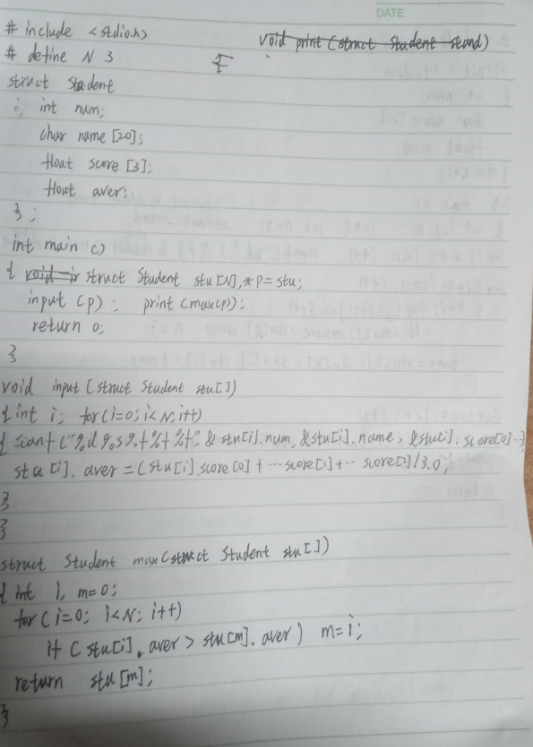 DATE
# include <stdio.h>
void print (struct Student stand)
# define N 3
struct Student
{ int num;
char name [20];
float score [3];
float aver;
};
int main ()
{ struct Student stu[N], *p = stu;
input (p); print (max(p));
return 0;
}
void input (struct Student stu[])
{ int i; for (i=0; i<N; i++)
{ scanf ("%d %s %f %f %f", & stu[i].num, &stu[i].name, &stu[i].score[0] …
stu [i]. aver = (stu[i].score[0] + …score[1] + … score[2]/3.0;
}
}
struct Student max (struct Student stu[])
{ int i, m=0;
for (i=0; i<N; i++)
if (stu[i]. aver > stu[m]. aver) m=i;
return stu [m];
}